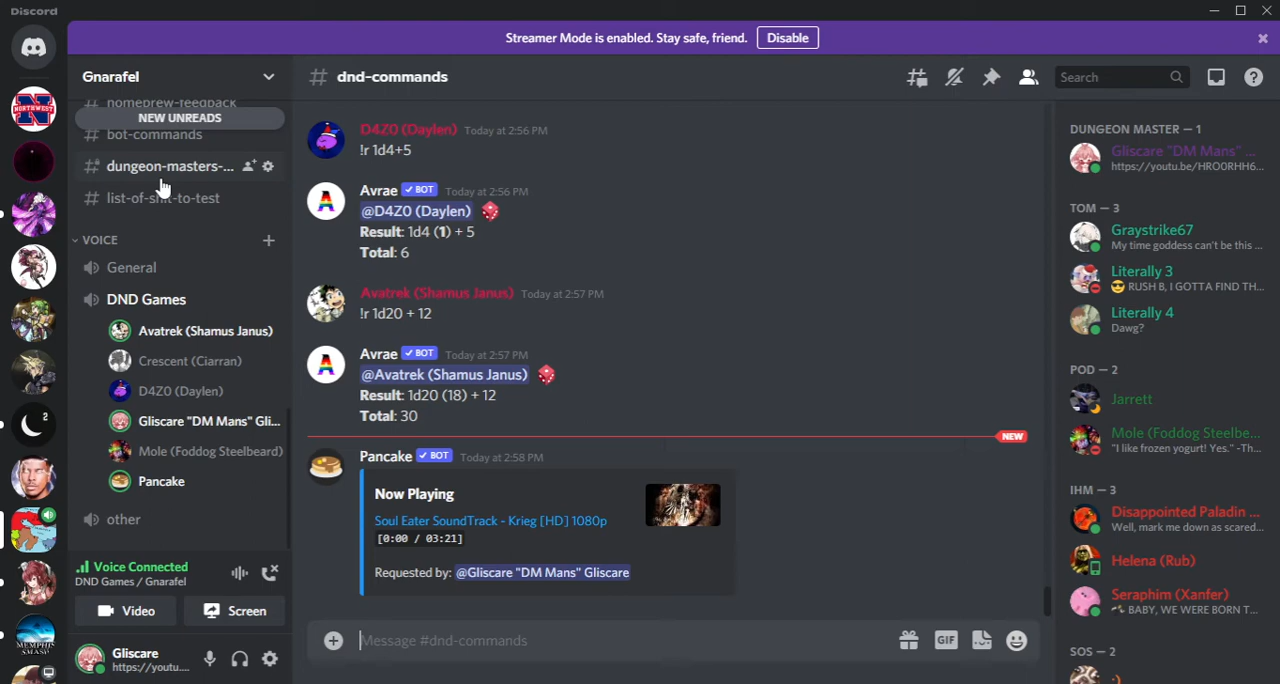 Discord
Streamer Mode is enabled. Stay safe, friend.
Disable
NORTHWEST
2
MEMPHIS
SMASH
Gnarafel
homebrew-feedback
NEW UNREADS
bot-commands
dungeon-masters-...
VOICE
General
DND Games
Avatrek (Shamus Janus)
Crescent (Ciarran)
D4Z0 (Daylen)
Gliscare "DM Mans" Gli...
Mole (Foddog Steelbeard)
Pancake
other
Voice Connected
DND Games / Gnarafel
Video
Screen
Gliscare
https://youtu....
dnd-commands
Search
D4Z0 (Daylen) Today at 2:56 PM
!r 1d4+5
Avrae ✓ BOT Today at 2:56 PM
@D4Z0 (Daylen)
Result: 1d4 (1) + 5
Total: 6
Avatrek (Shamus Janus) Today at 2:57 PM
!r 1d20 + 12
Avrae ✓ BOT Today at 2:57 PM
@Avatrek (Shamus Janus)
Result: 1d20 (18) + 12
Total: 30
NEW
Pancake ✓ BOT Today at 2:58 PM
Now Playing
Soul Eater SoundTrack - Krieg [HD] 1080p
[0:00 / 03:21]
Requested by: @Gliscare "DM Mans" Gliscare
Message #dnd-commands
GIF
DUNGEON MASTER — 1
Gliscare "DM Mans" ...
https://youtu.be/HRO0RHH6...
TOM — 3
Graystrike67
My time goddess can't be this ...
Literally 3
😎 RUSH B, I GOTTA FIND TH...
Literally 4
Dawg?
POD — 2
Jarrett
Mole (Foddog Steelbe...
"I like frozen yogurt! Yes." -Th...
IHM — 3
Disappointed Paladin ...
Well, mark me down as scared...
Helena (Rub)
Seraphim (Xanfer)
BABY, WE WERE BORN T...
SOS — 2
:)